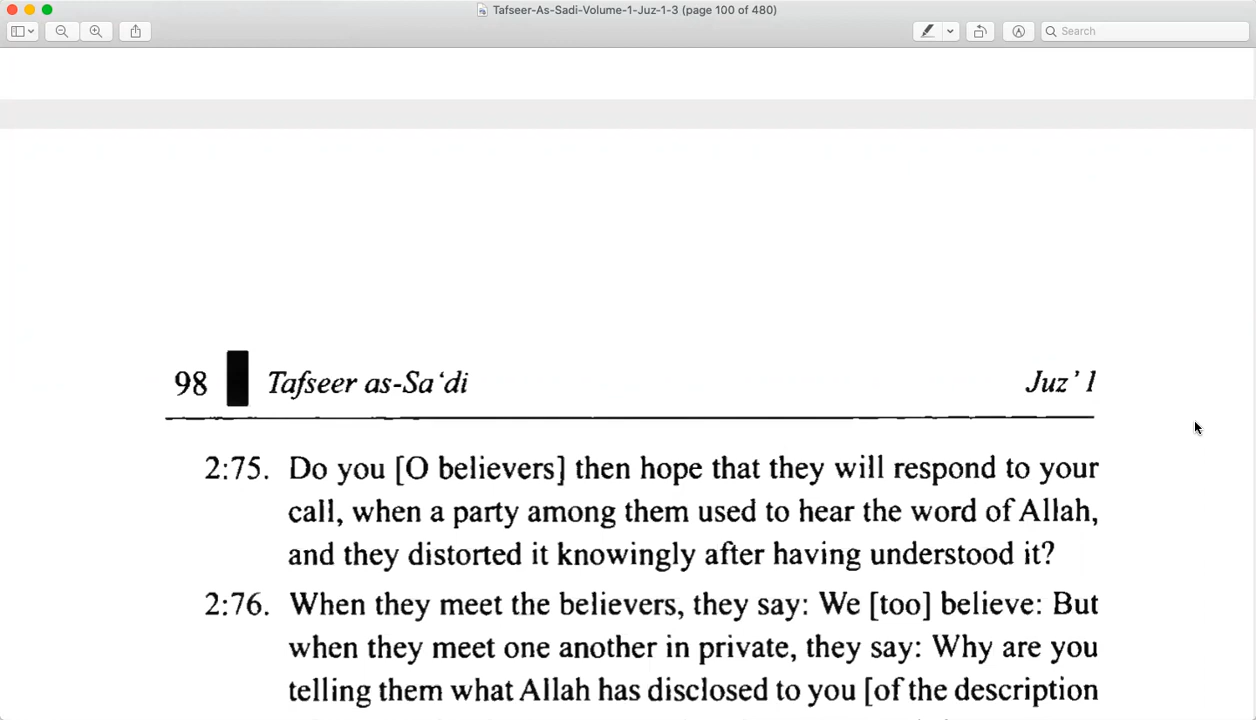 Tafseer-As-Sadi-Volume-1-Juz-1-3 (page 100 of 480)
Search
98 Tafseer as-Sa‘di Juz’ 1
2:75. Do you [O believers] then hope that they will respond to your
call, when a party among them used to hear the word of Allah,
and they distorted it knowingly after having understood it?
2:76. When they meet the believers, they say: We [too] believe: But
when they meet one another in private, they say: Why are you
telling them what Allah has disclosed to you [of the description